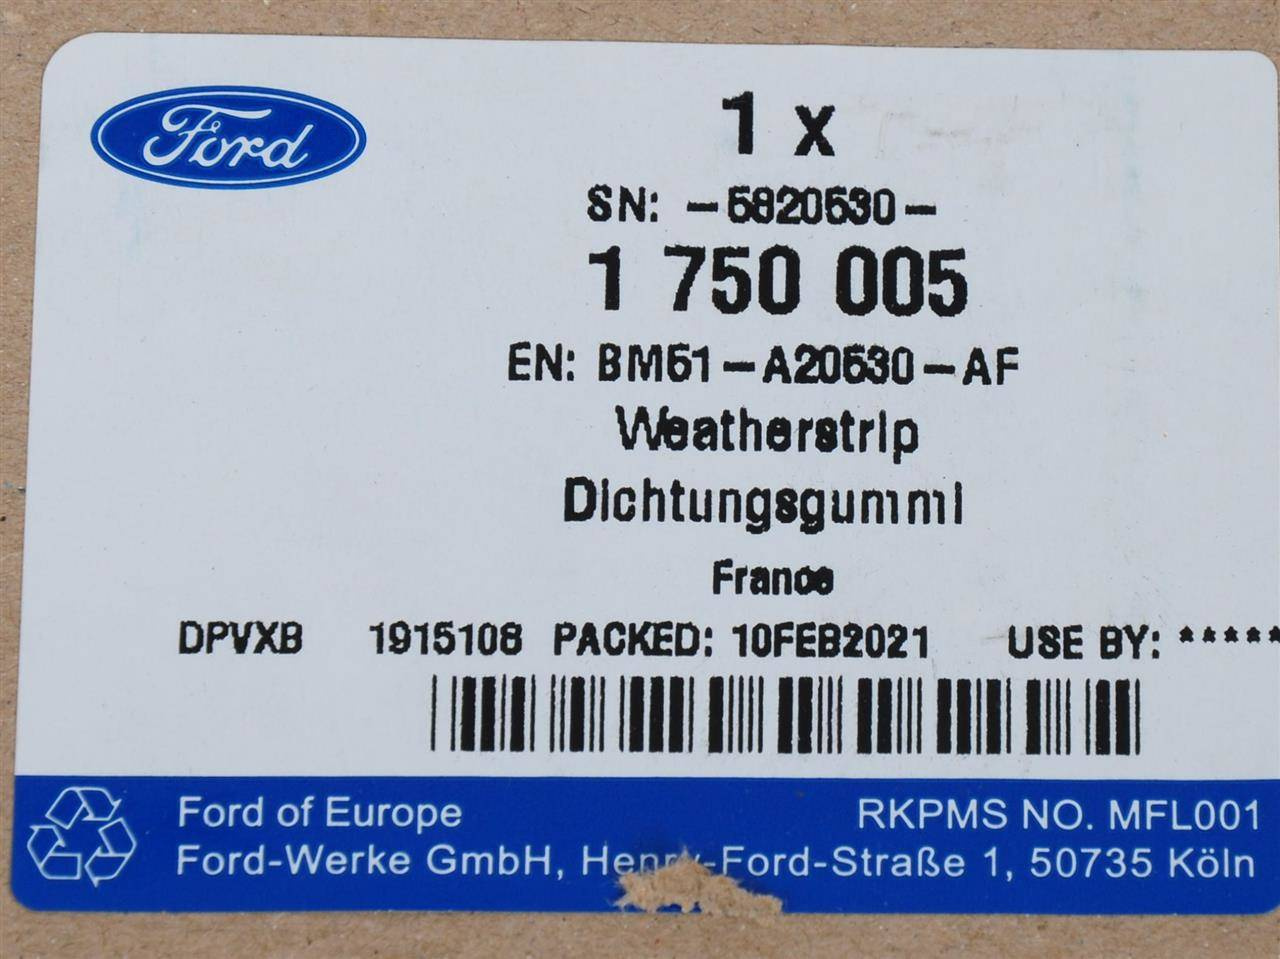 Ford
1 x
SN: -5820530-
1 750 005
EN: BM51-A20530-AF
Weatherstrip
Dichtungsgummi
France
DPVXB 1915108 PACKED: 10FEB2021 USE BY: *****
Ford of Europe RKPMS NO. MFL001
Ford-Werke GmbH, Henry-Ford-Straße 1, 50735 Köln